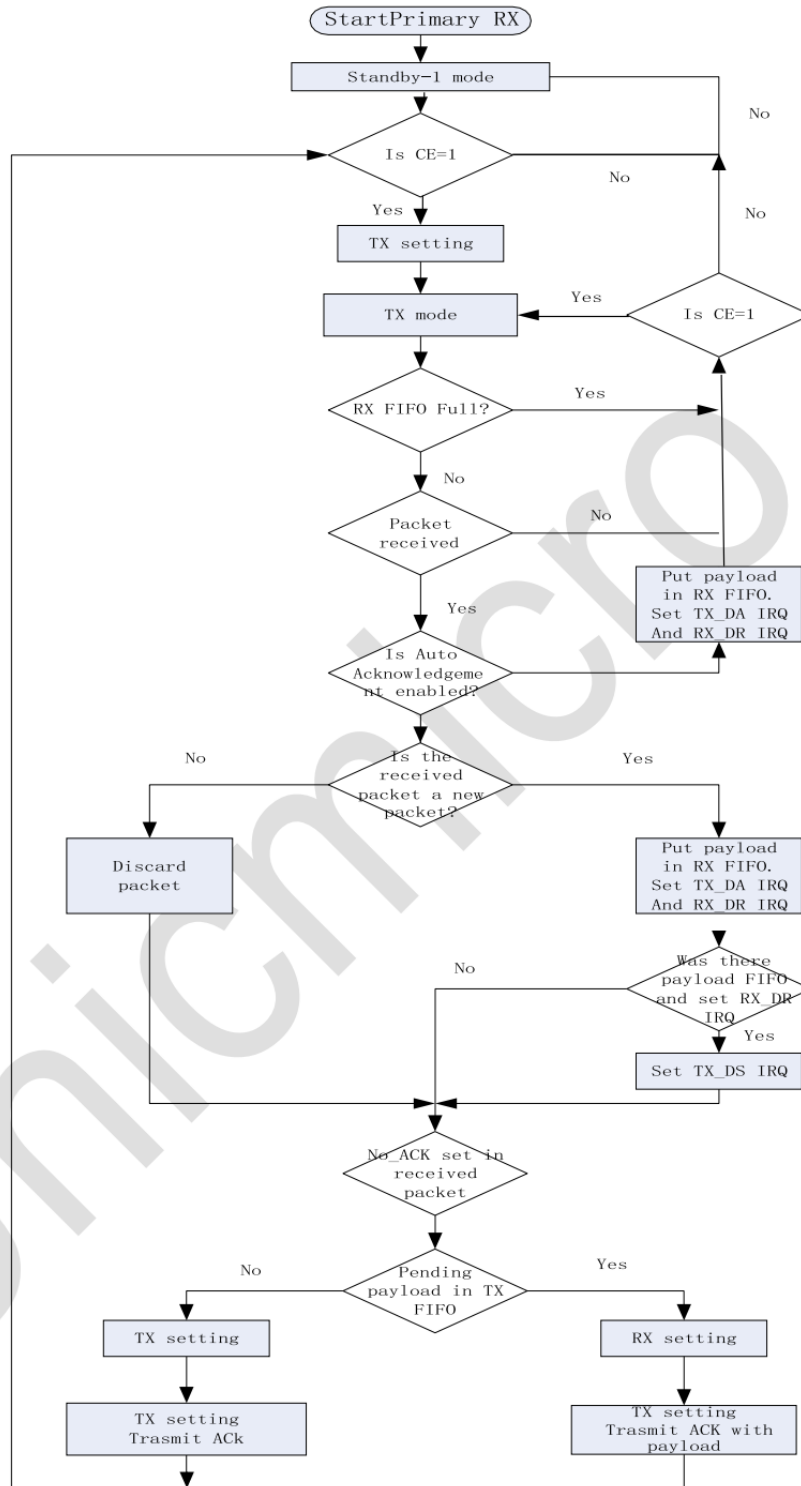 StartPrimary RX
Standby-1 mode
No
Is CE=1
No
No
Yes
TX setting
Yes
TX mode
Is CE=1
RX FIFO Full?
Yes
No
Packet
received
No
Put payload
in RX FIFO.
Set TX_DA IRQ
And RX_DR IRQ
Yes
Is Auto
Acknowledgeme
nt enabled?
No
Is the
received
packet a new
packet?
Yes
Discard
packet
Put payload
in RX FIFO.
Set TX_DA IRQ
And RX_DR IRQ
No
Was there
payload FIFO
and set RX_DR
IRQ
Yes
Set TX_DS IRQ
No_ACK set in
received
packet
No
Pending
payload in TX
FIFO
Yes
TX setting
RX setting
TX setting
Trasmit ACk
TX setting
Trasmit ACK with
payload
onicmicro